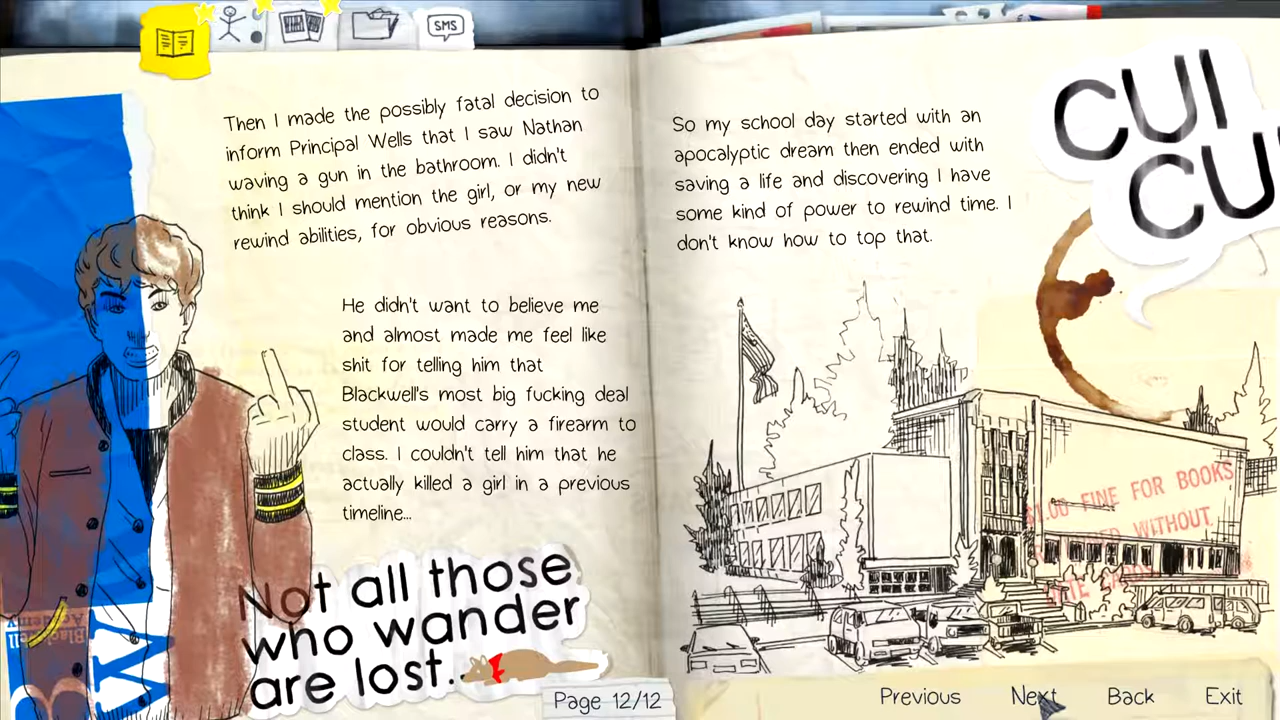 SMS
Then I made the possibly fatal decision to
inform Principal Wells that I saw Nathan
waving a gun in the bathroom. I didn't
think I should mention the girl, or my new
rewind abilities, for obvious reasons.
He didn't want to believe me
and almost made me feel like
shit for telling him that
Blackwell's most big fucking deal
student would carry a firearm to
class. I couldn't tell him that he
actually killed a girl in a previous
timeline...
Not all those
who wander
are lost.
So my school day started with an
apocalyptic dream then ended with
saving a life and discovering I have
some kind of power to rewind time. I
don't know how to top that.
CUI
CU
$1.00 FINE FOR BOOKS
WITHOUT
Page 12/12
Previous
Next
Back
Exit